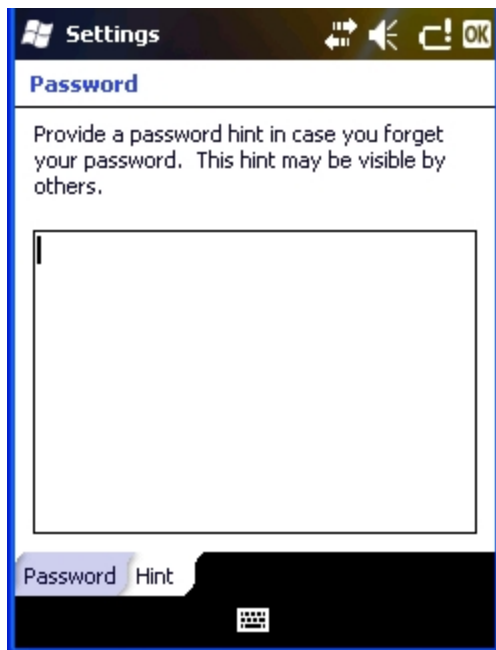 Settings
OK
Password
Provide a password hint in case you forget
your password.  This hint may be visible by
others.
Password Hint